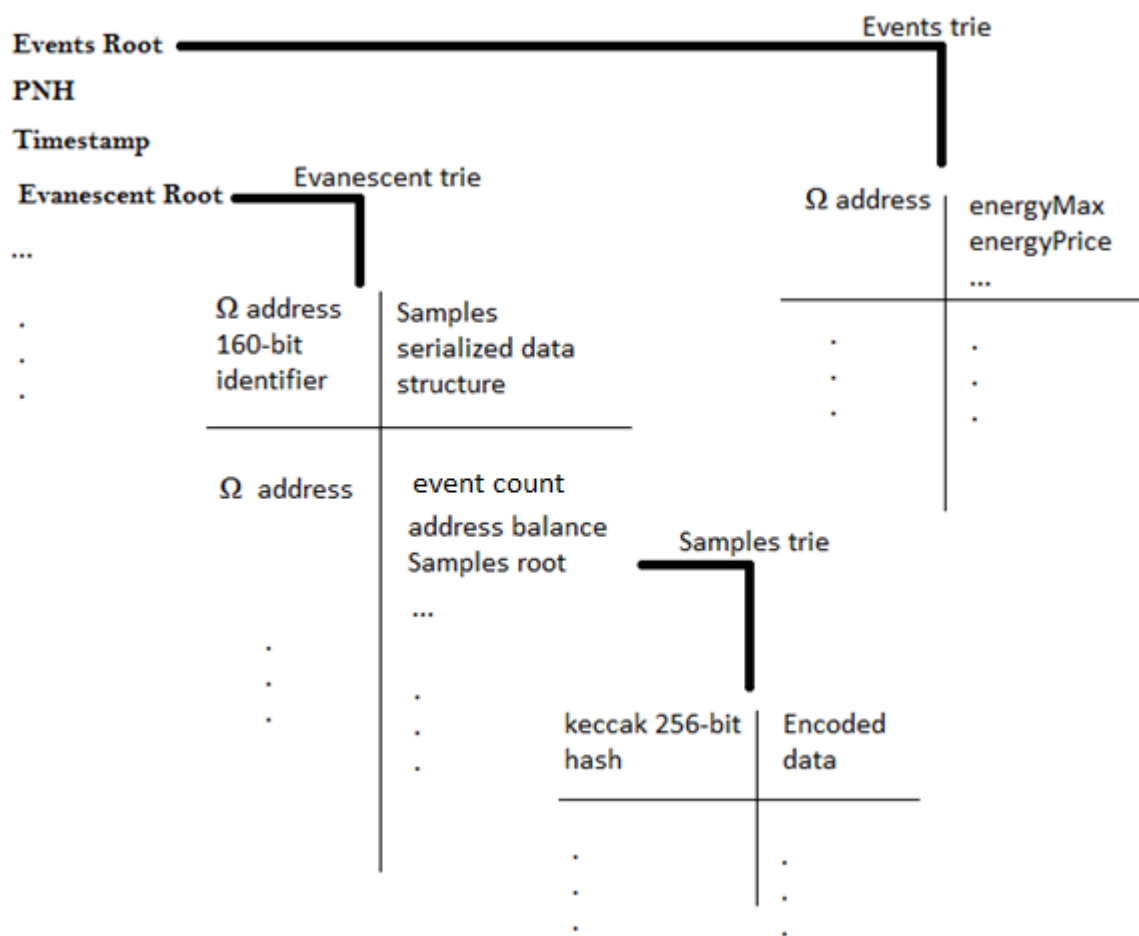 Events Root
Events trie
PNH
Timestamp
Evanescent Root
Evanescent trie
...
Ω address
energyMax
energyPrice
...
Ω address
160-bit
identifier
Samples
serialized data
structure
Ω address
event count
address balance
Samples root
...
Samples trie
keccak 256-bit
hash
Encoded
data